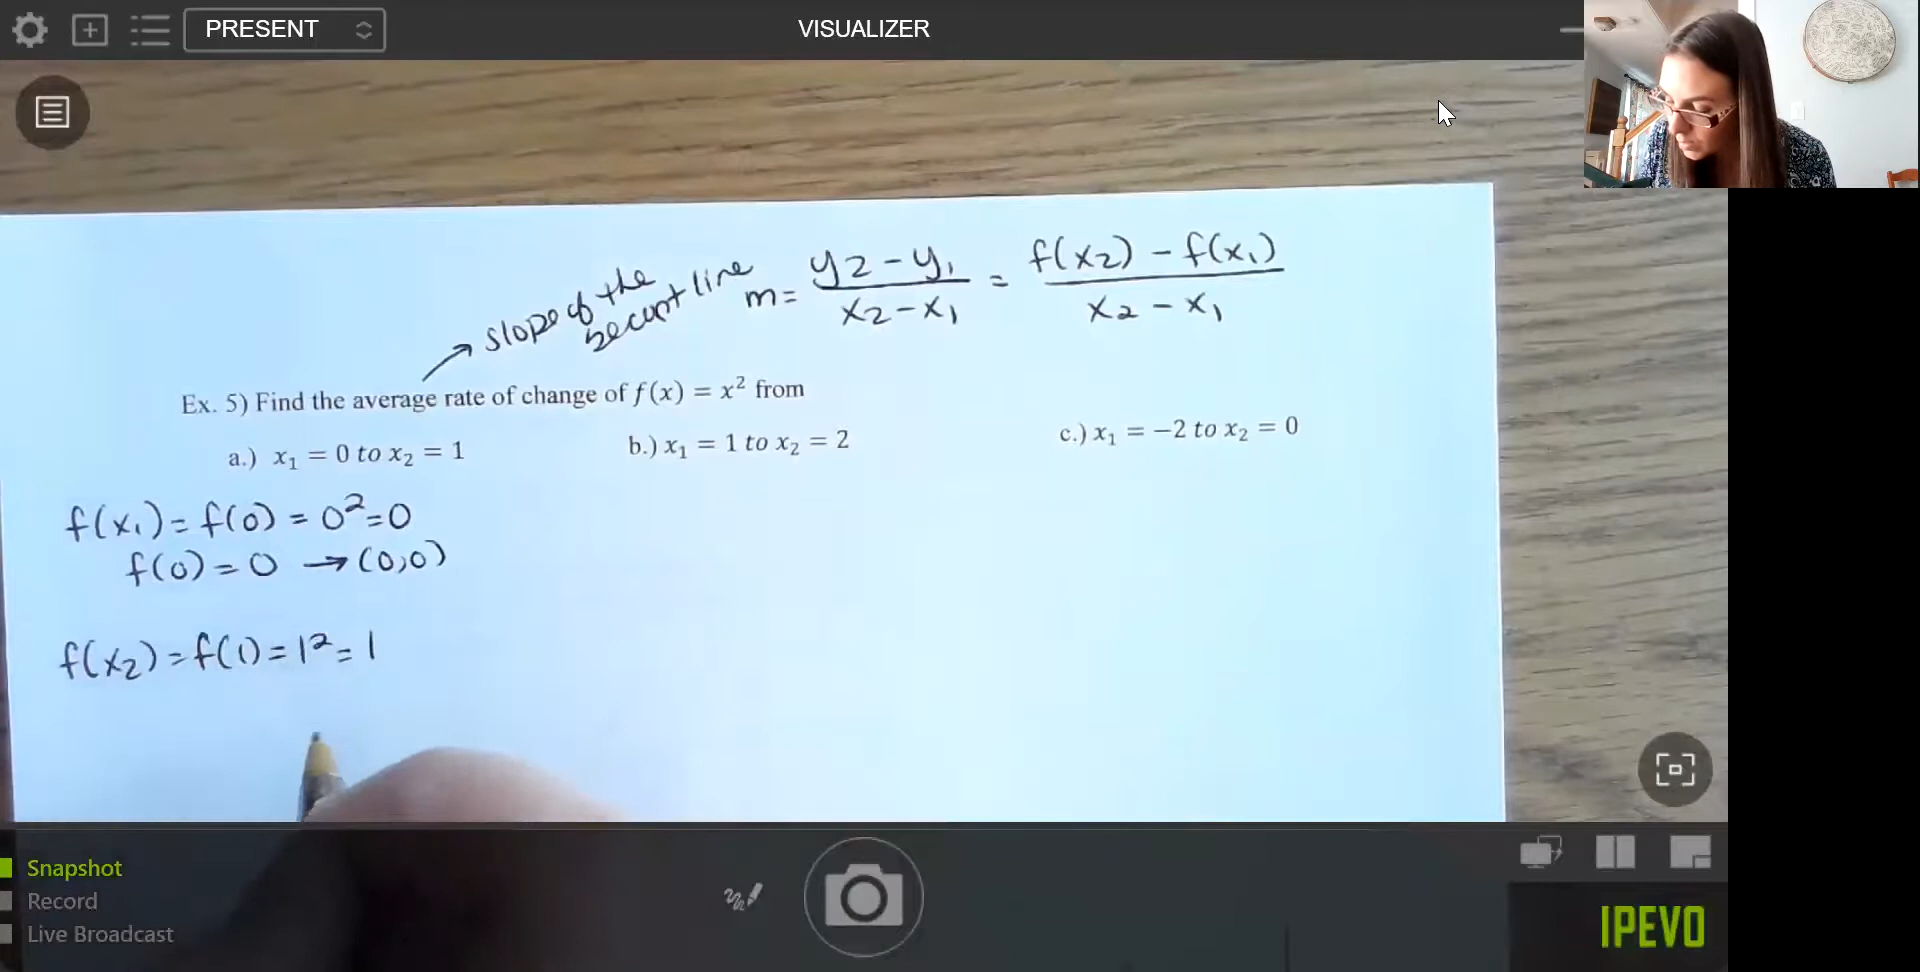 PRESENT
VISUALIZER
slope of the
secant line
m = y2 - y1 / x2 - x1 = f(x2) - f(x1) / x2 - x1
Ex. 5) Find the average rate of change of f(x) = x² from
a.) x₁ = 0 to x₂ = 1
b.) x₁ = 1 to x₂ = 2
c.) x₁ = −2 to x₂ = 0
f(x₁) = f(0) = 0² = 0
f(0) = 0 → (0,0)
f(x₂) = f(1) = 1² = 1
Snapshot
Record
Live Broadcast
IPEVO